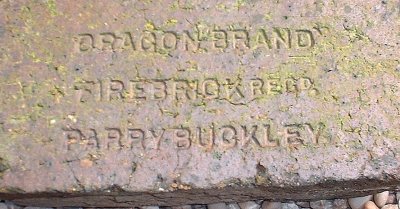 DRAGON BRAND
FIREBRICK REGD.
PARRY BUCKLEY